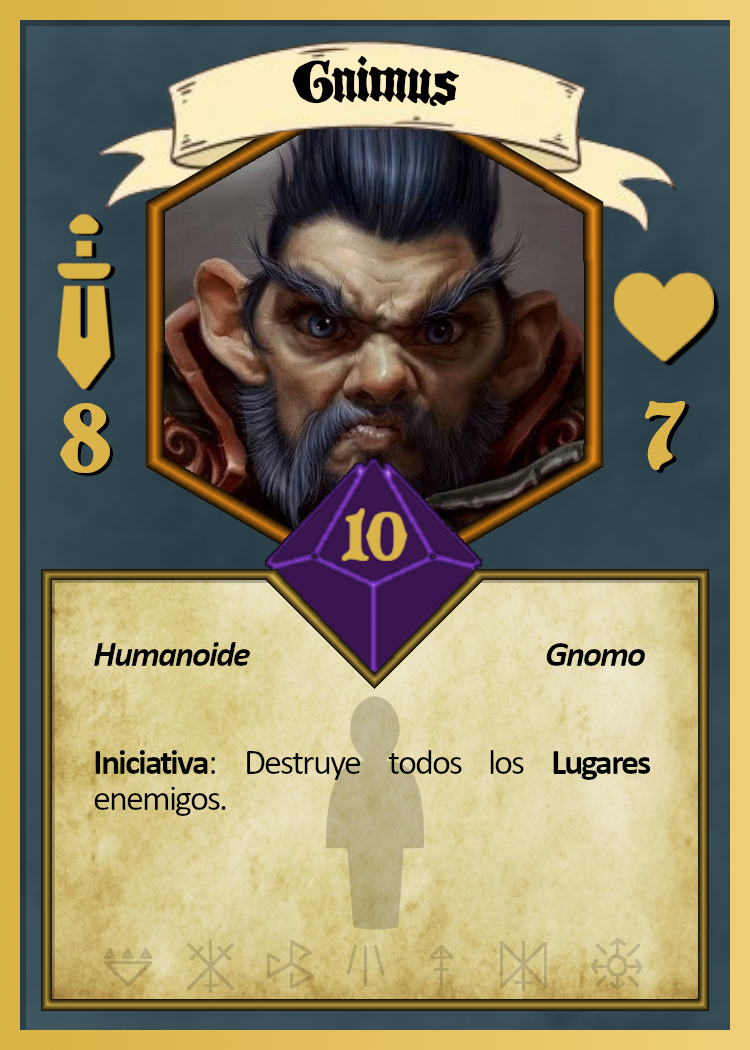 Gnimus
8
7
10
Humanoide Gnomo
Iniciativa: Destruye todos los Lugares
enemigos.